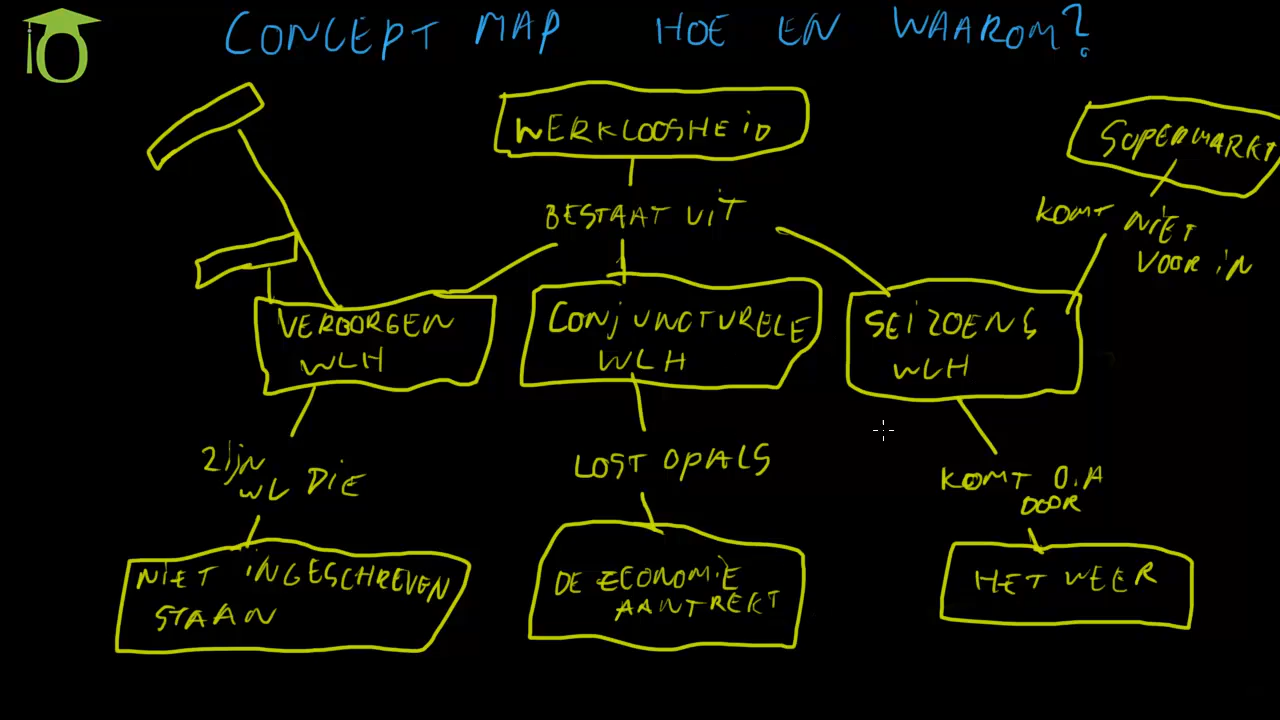 CONCEPT MAP HOE EN WAAROM?
WERKLOOSHEID
SUPERMARKT
BESTAAT UIT
KOMT NIET
VOOR IN
VERBORGEN
WLH
CONJUNCTURELE
WLH
SEIZOENS
WLH
ZIJN
WL DIE
LOST OP ALS
KOMT O.A
DOOR
NIET INGESCHREVEN
STAAN
DE ECONOMIE
AANTREKT
HET WEER